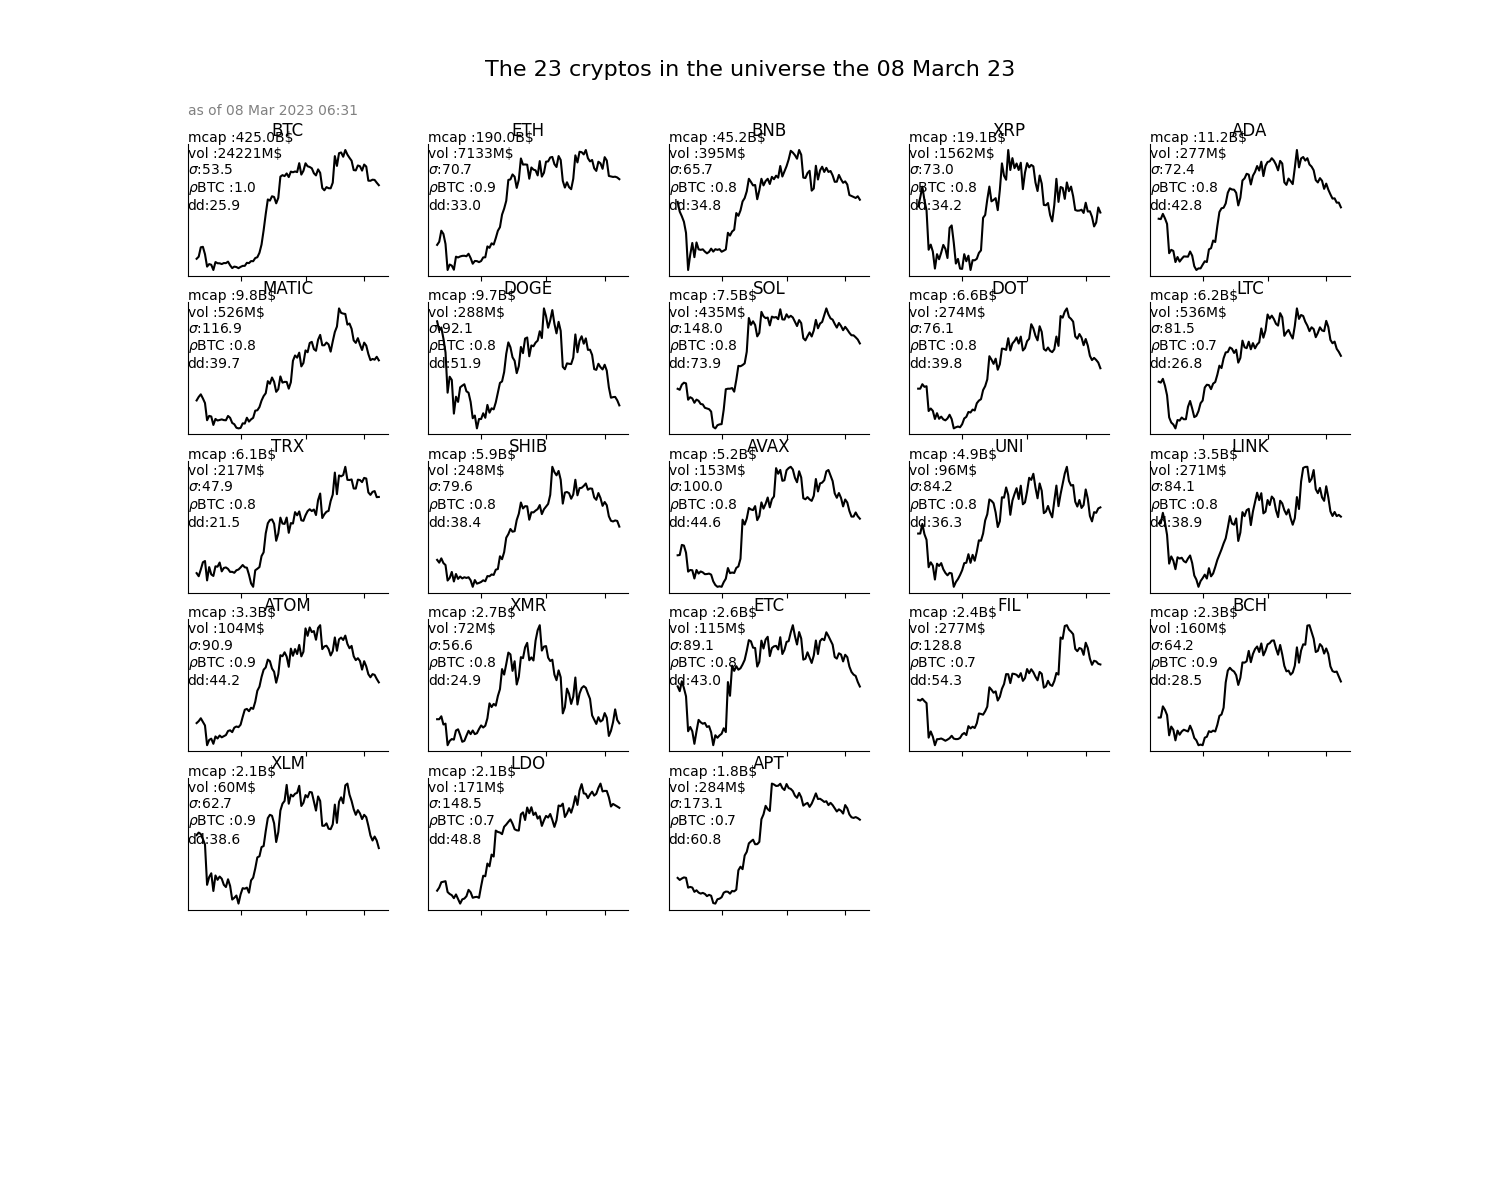 The 23 cryptos in the universe the 08 March 23
as of 08 Mar 2023 06:31
BTC
mcap :425.0B$
vol :24221M$
σ:53.5
ρBTC :1.0
dd:25.9
ETH
mcap :190.0B$
vol :7133M$
σ:70.7
ρBTC :0.9
dd:33.0
BNB
mcap :45.2B$
vol :395M$
σ:65.7
ρBTC :0.8
dd:34.8
XRP
mcap :19.1B$
vol :1562M$
σ:73.0
ρBTC :0.8
dd:34.2
ADA
mcap :11.2B$
vol :277M$
σ:72.4
ρBTC :0.8
dd:42.8
MATIC
mcap :9.8B$
vol :526M$
σ:116.9
ρBTC :0.8
dd:39.7
DOGE
mcap :9.7B$
vol :288M$
σ:92.1
ρBTC :0.8
dd:51.9
SOL
mcap :7.5B$
vol :435M$
σ:148.0
ρBTC :0.8
dd:73.9
DOT
mcap :6.6B$
vol :274M$
σ:76.1
ρBTC :0.8
dd:39.8
LTC
mcap :6.2B$
vol :536M$
σ:81.5
ρBTC :0.7
dd:26.8
TRX
mcap :6.1B$
vol :217M$
σ:47.9
ρBTC :0.8
dd:21.5
SHIB
mcap :5.9B$
vol :248M$
σ:79.6
ρBTC :0.8
dd:38.4
AVAX
mcap :5.2B$
vol :153M$
σ:100.0
ρBTC :0.8
dd:44.6
UNI
mcap :4.9B$
vol :96M$
σ:84.2
ρBTC :0.8
dd:36.3
LINK
mcap :3.5B$
vol :271M$
σ:84.1
ρBTC :0.8
dd:38.9
ATOM
mcap :3.3B$
vol :104M$
σ:90.9
ρBTC :0.9
dd:44.2
XMR
mcap :2.7B$
vol :72M$
σ:56.6
ρBTC :0.8
dd:24.9
ETC
mcap :2.6B$
vol :115M$
σ:89.1
ρBTC :0.8
dd:43.0
FIL
mcap :2.4B$
vol :277M$
σ:128.8
ρBTC :0.7
dd:54.3
BCH
mcap :2.3B$
vol :160M$
σ:64.2
ρBTC :0.9
dd:28.5
XLM
mcap :2.1B$
vol :60M$
σ:62.7
ρBTC :0.9
dd:38.6
LDO
mcap :2.1B$
vol :171M$
σ:148.5
ρBTC :0.7
dd:48.8
APT
mcap :1.8B$
vol :284M$
σ:173.1
ρBTC :0.7
dd:60.8